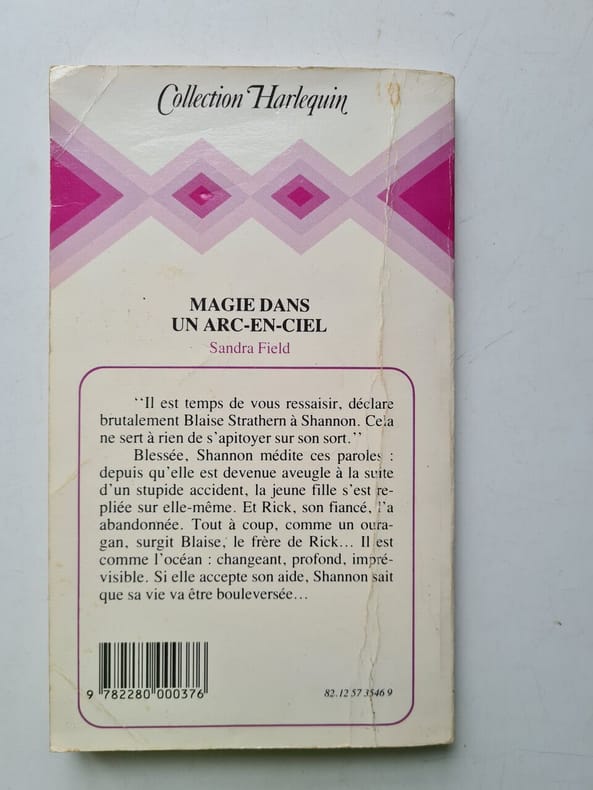 Collection Harlequin
MAGIE DANS
UN ARC-EN-CIEL
Sandra Field
“Il est temps de vous ressaisir, déclare
brutalement Blaise Strathern à Shannon. Cela
ne sert à rien de s’apitoyer sur son sort.”
Blessée, Shannon médite ces paroles :
depuis qu’elle est devenue aveugle à la suite
d’un stupide accident, la jeune fille s’est re-
pliée sur elle-même. Et Rick, son fiancé, l’a
abandonnée. Tout à coup, comme un oura-
gan, surgit Blaise, le frère de Rick... Il est
comme l’océan : changeant, profond, impré-
visible. Si elle accepte son aide, Shannon sait
que sa vie va être bouleversée...
9 782280 000376
82.12 57 3546 9